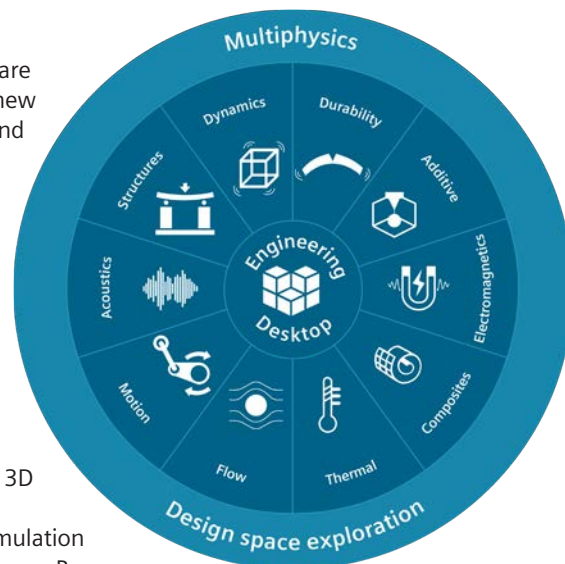 are
new
nd
3D
mulation
Multiphysics
Dynamics
Durability
Structures
Additive
Acoustics
Engineering
Desktop
Electromagnetics
Motion
Composites
Flow
Thermal
Design space exploration